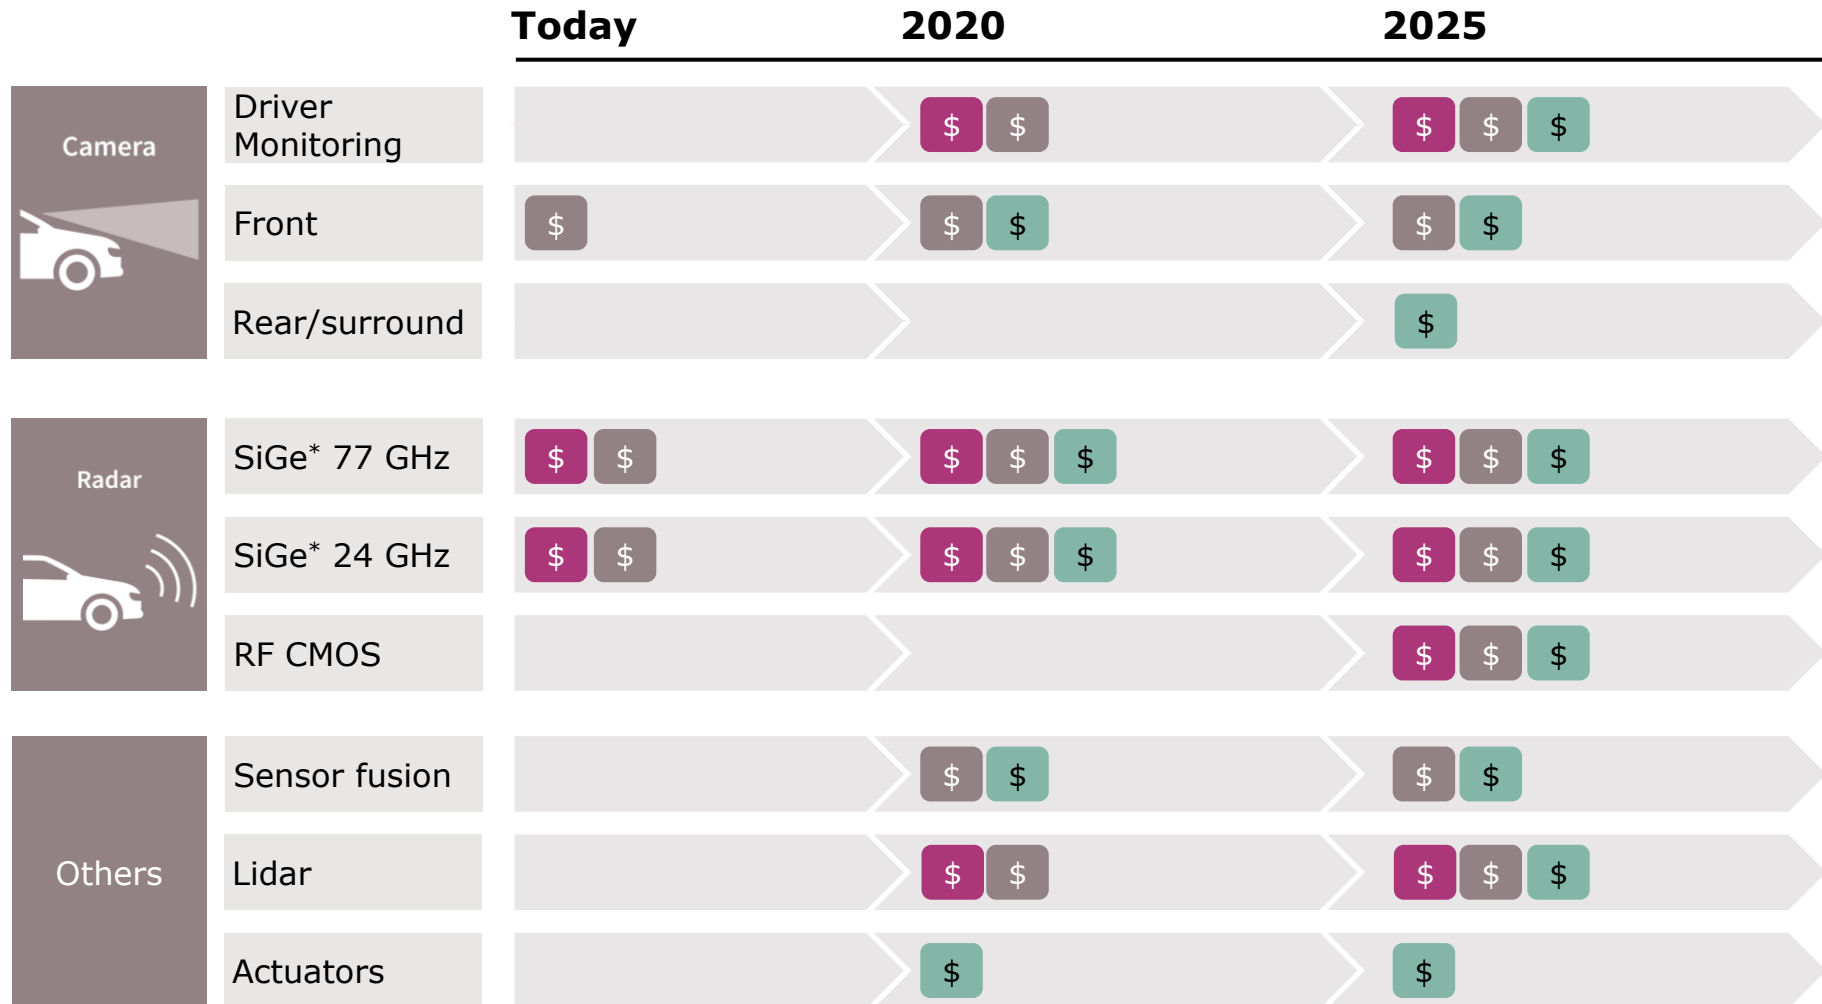 Today 2020 2025
Camera
Driver
Monitoring
$ $ $ $ $
Front
$ $ $ $ $
Rear/surround
$
Radar
SiGe* 77 GHz
$ $ $ $ $ $ $ $
SiGe* 24 GHz
$ $ $ $ $ $ $ $
RF CMOS
$ $ $
Others
Sensor fusion
$ $ $ $
Lidar
$ $ $ $ $
Actuators
$ $